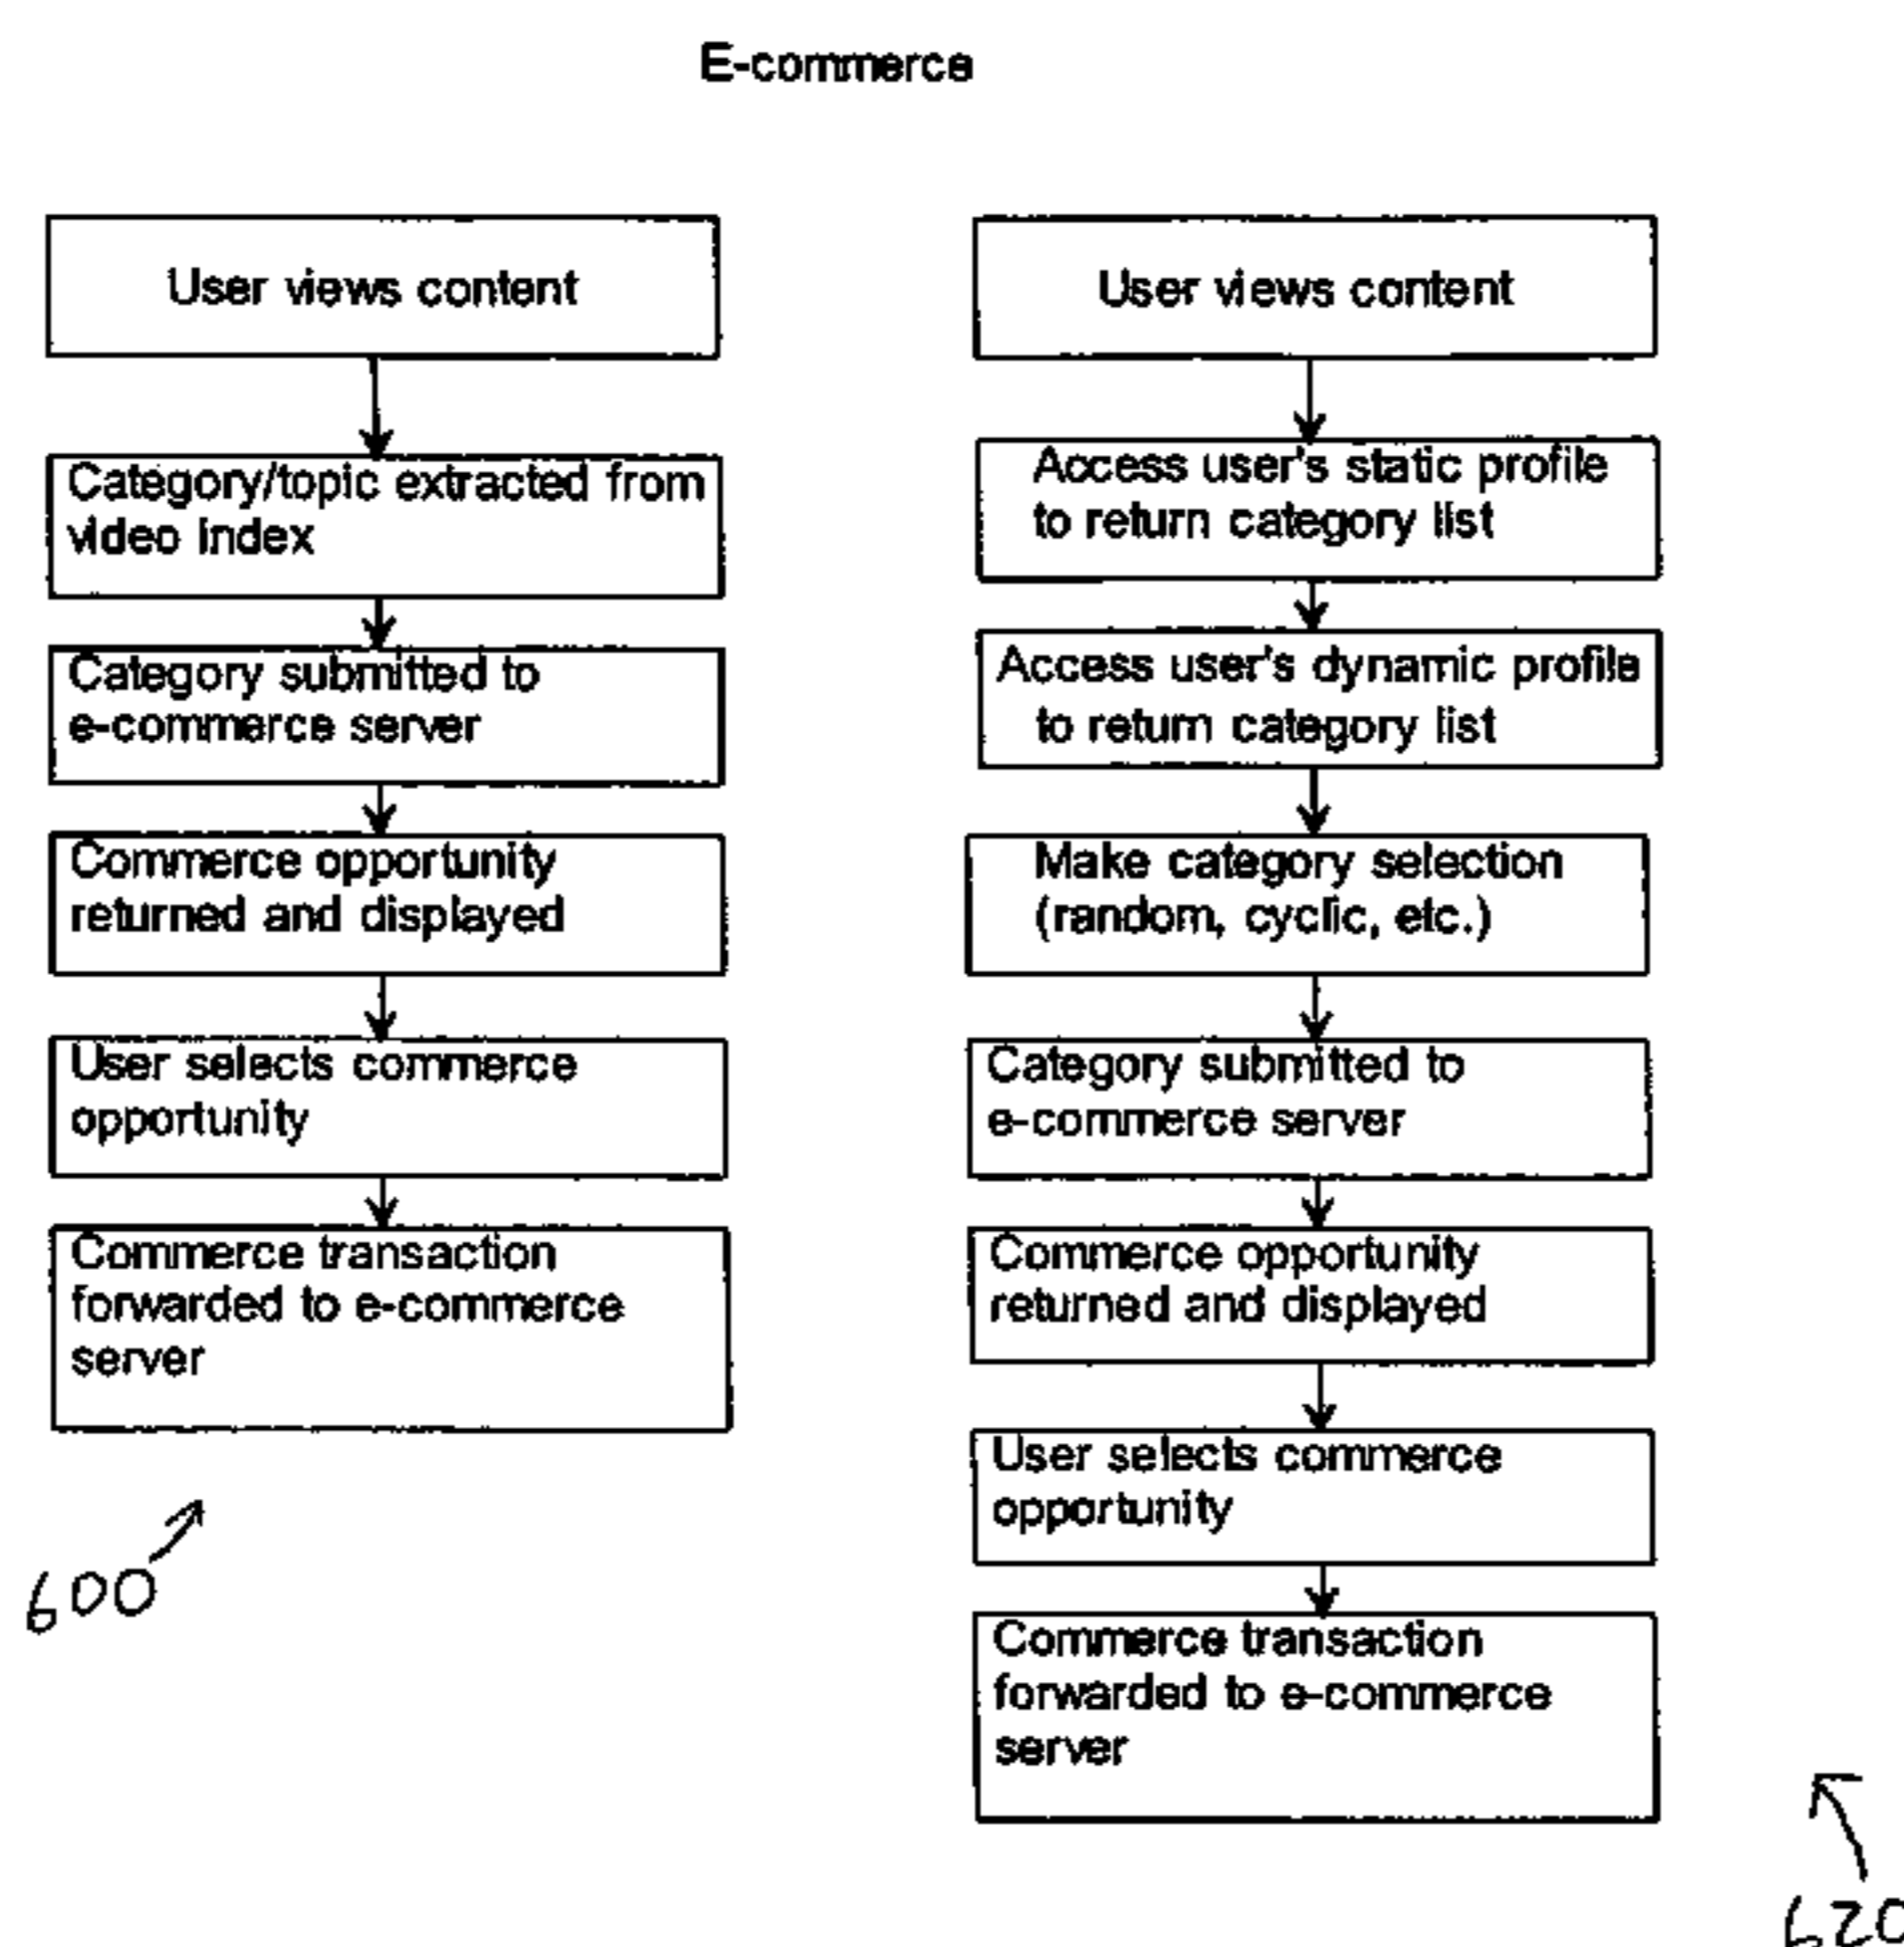 E-commerce
User views content
Category/topic extracted from
video index
Category submitted to
e-commerce server
Commerce opportunity
returned and displayed
User selects commerce
opportunity
Commerce transaction
forwarded to e-commerce
server
600
User views content
Access user's static profile
to return category list
Access user's dynamic profile
to return category list
Make category selection
(random, cyclic, etc.)
Category submitted to
e-commerce server
Commerce opportunity
returned and displayed
User selects commerce
opportunity
Commerce transaction
forwarded to e-commerce
server
620